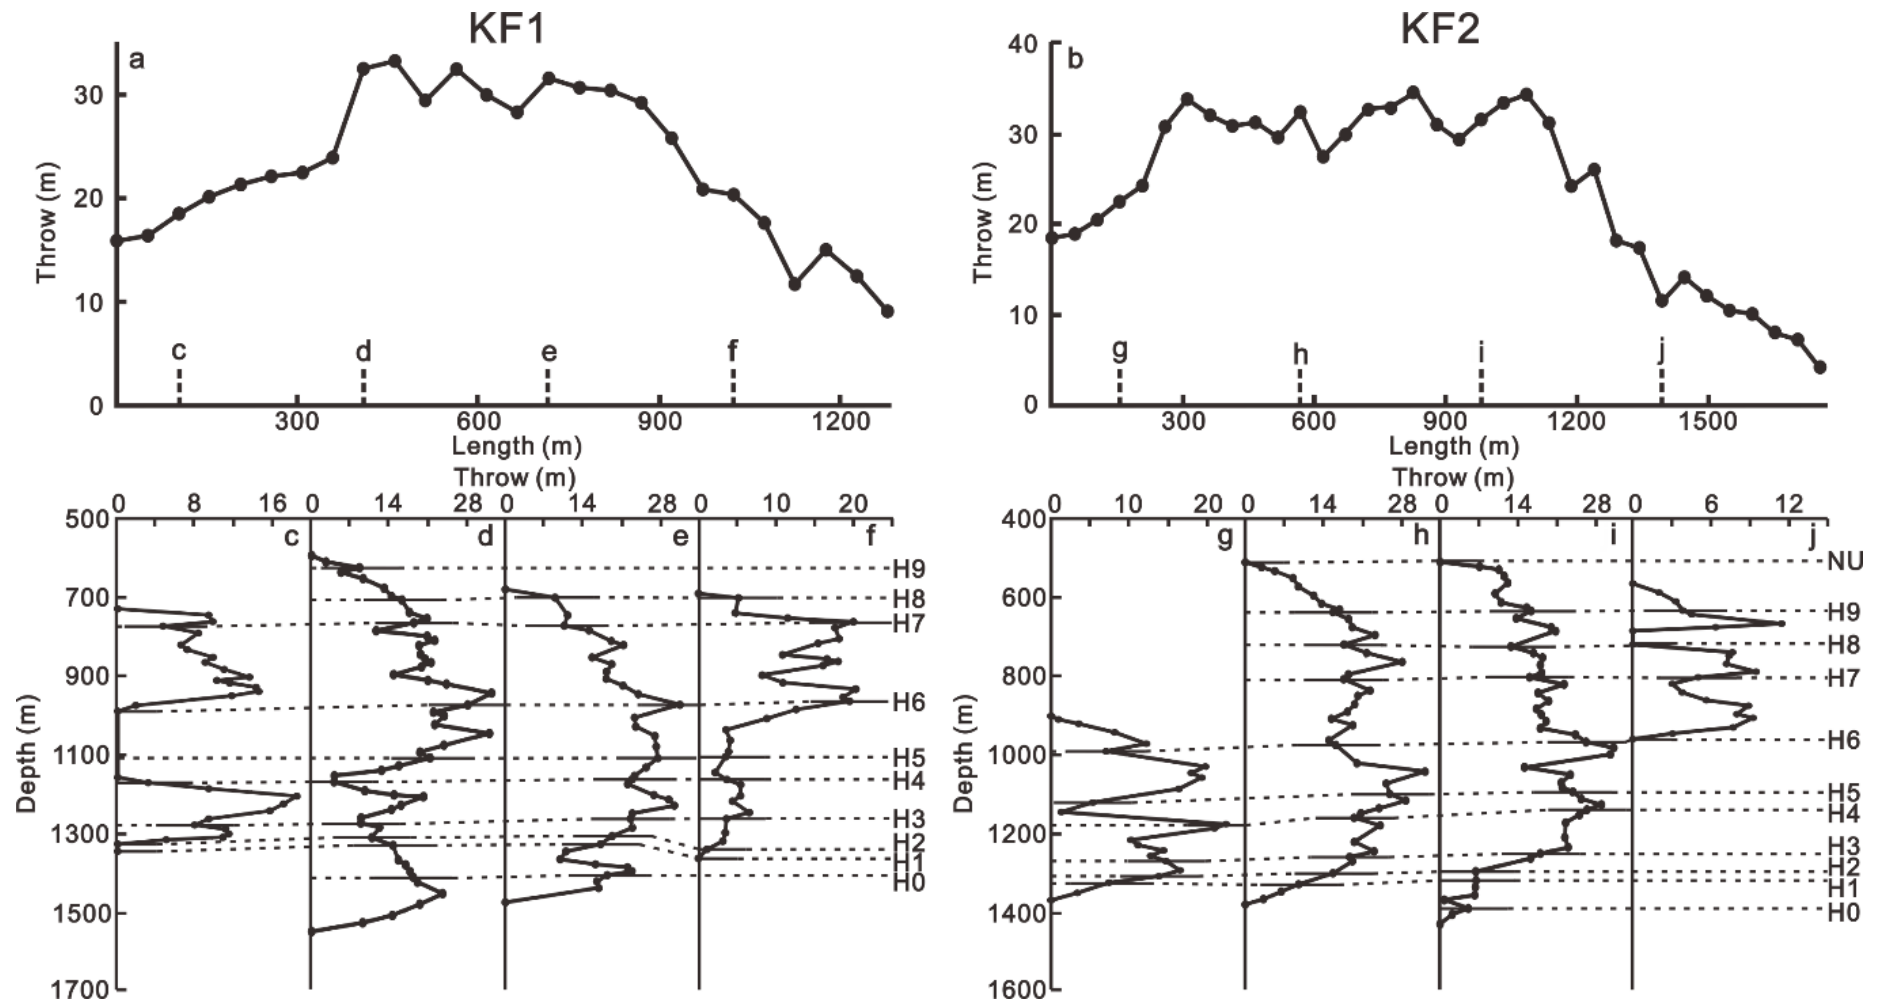 KF1
KF2
a
b
40
30
30
Throw (m)
Throw (m)
20
20
10
10
c
d
e
f
g
h
i
j
0
0
300
600
900
1200
300
600
900
1200
1500
Length (m)
Length (m)
Throw (m)
Throw (m)
0
8
16
0
14
28
0
14
28
0
10
20
0
10
20
0
14
28
0
14
28
0
6
12
500
700
900
1100
1300
1500
1700
Depth (m)
c
d
e
f
H9
H8
H7
H6
H5
H4
H3
H2
H1
H0
400
600
800
1000
1200
1400
1600
Depth (m)
g
h
i
j
NU
H9
H8
H7
H6
H5
H4
H3
H2
H1
H0